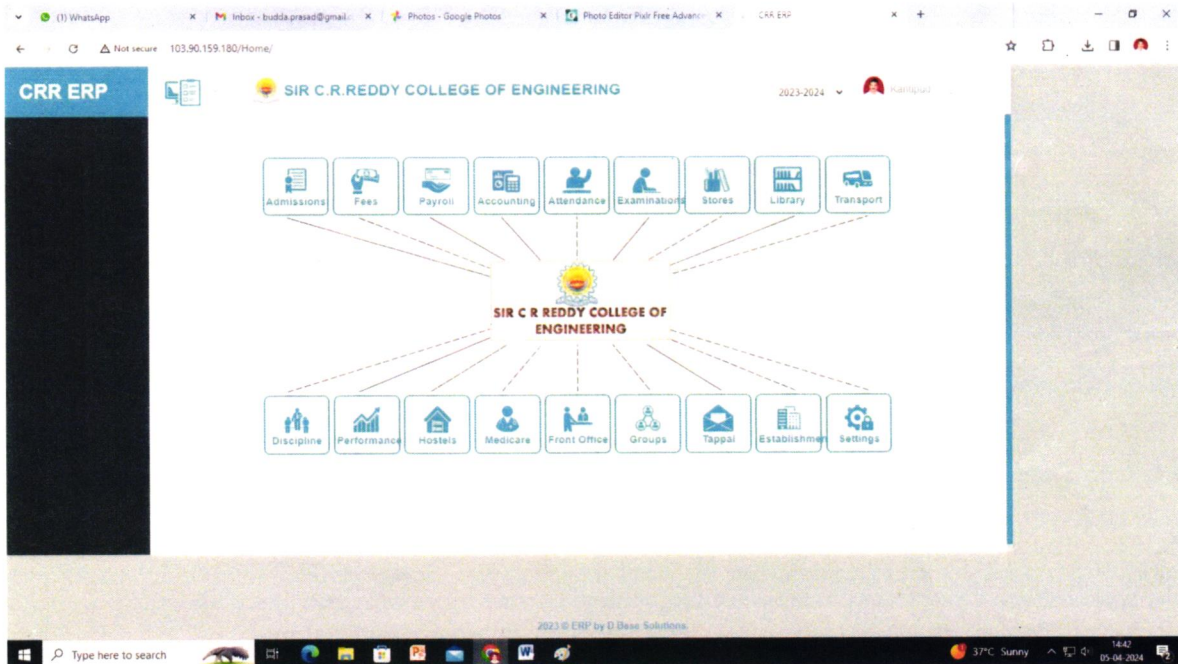 (1) WhatsApp
Inbox - budda.prasad@gmail.
Photos - Google Photos
Photo Editor Pixlr Free Advanc
CRR ERP
Not secure 103.90.159.180/Home/
CRR ERP
SIR C.R.REDDY COLLEGE OF ENGINEERING
2023-2024
Admissions Fees Payroll Accounting Attendance Examinations Stores Library Transport
SIR C R REDDY COLLEGE OF
ENGINEERING
Discipline Performance Hostels Medicare Front Office Groups Tappal Establishmen Settings
2023 © ERP by D Base Solutions.
Type here to search
37°C Sunny
14:42
05-04-2024